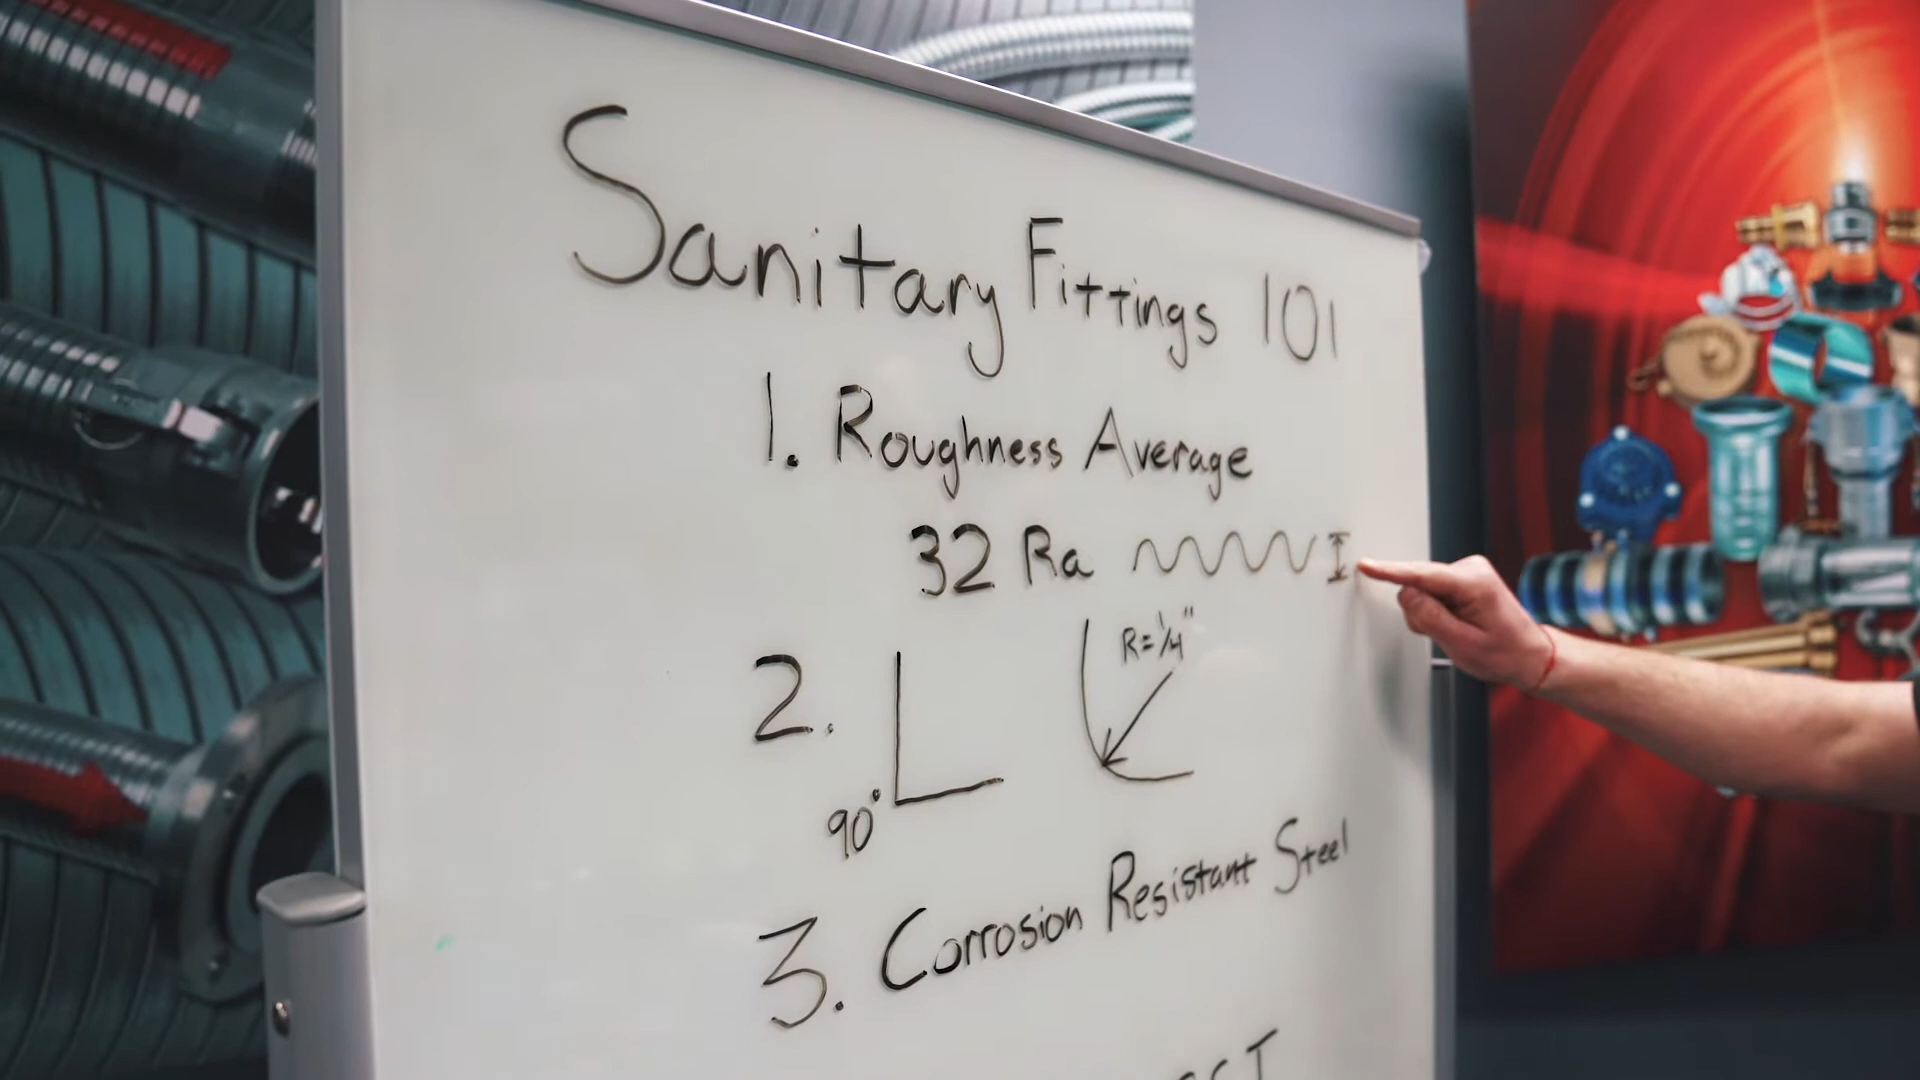 Sanitary Fittings 101
1. Roughness Average
32 Ra
2.
R=1/4"
90°
3. Corrosion Resistant Steel